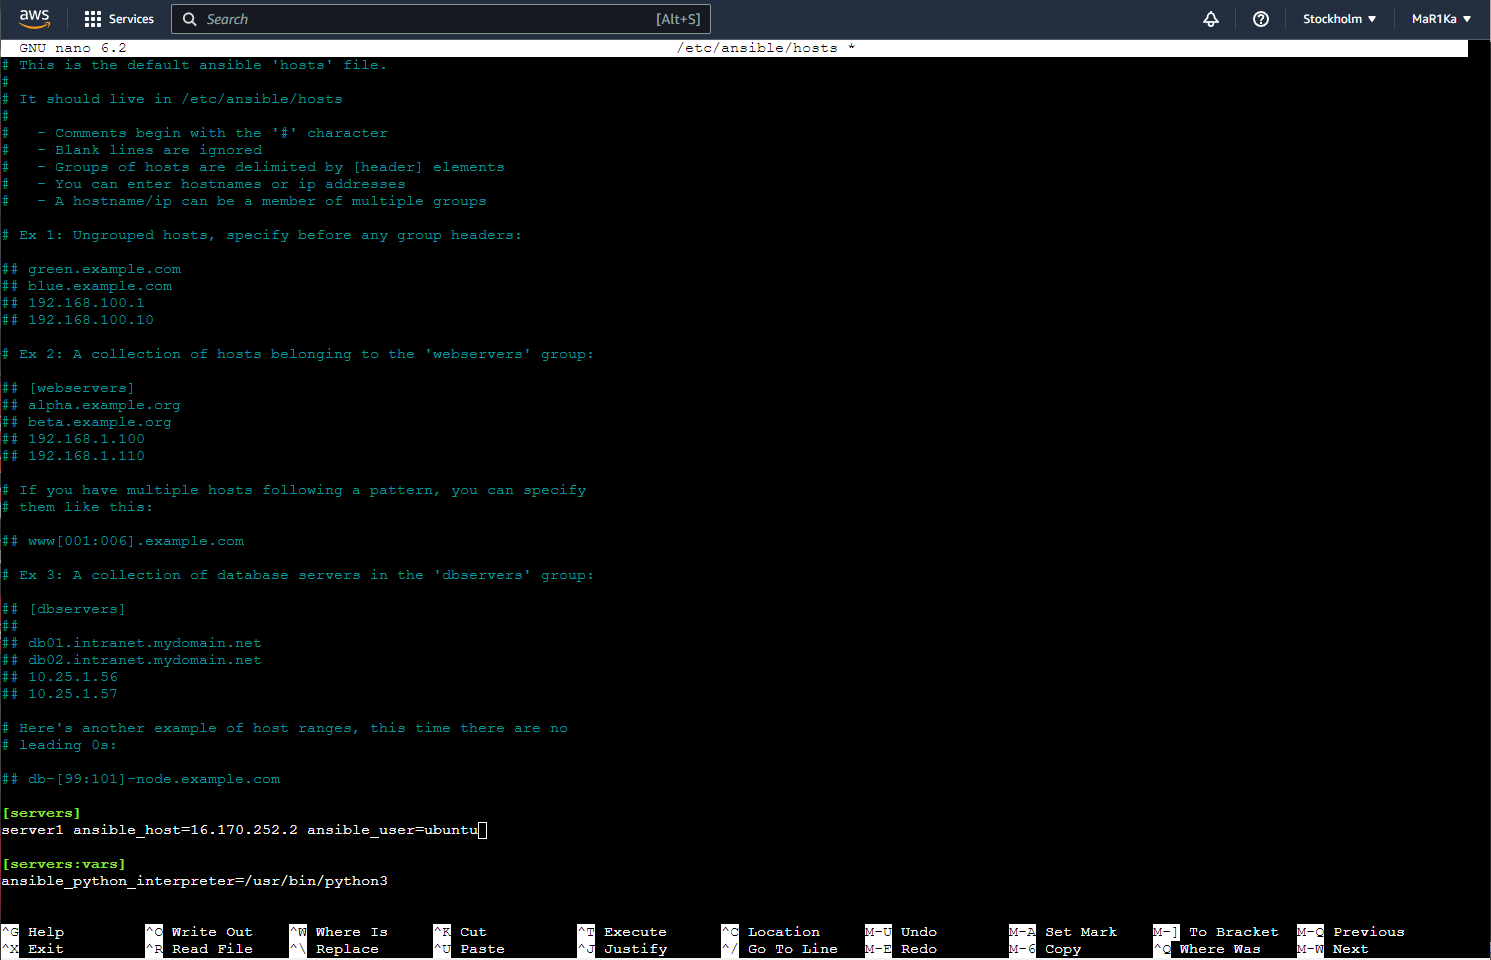 aws Services Search [Alt+S] Stockholm ▼ MaR1Ka ▼
GNU nano 6.2 /etc/ansible/hosts *
# This is the default ansible 'hosts' file.
#
# It should live in /etc/ansible/hosts
#
#   - Comments begin with the '#' character
#   - Blank lines are ignored
#   - Groups of hosts are delimited by [header] elements
#   - You can enter hostnames or ip addresses
#   - A hostname/ip can be a member of multiple groups
# Ex 1: Ungrouped hosts, specify before any group headers:
## green.example.com
## blue.example.com
## 192.168.100.1
## 192.168.100.10
# Ex 2: A collection of hosts belonging to the 'webservers' group:
## [webservers]
## alpha.example.org
## beta.example.org
## 192.168.1.100
## 192.168.1.110
# If you have multiple hosts following a pattern, you can specify
# them like this:
## www[001:006].example.com
# Ex 3: A collection of database servers in the 'dbservers' group:
## [dbservers]
##
## db01.intranet.mydomain.net
## db02.intranet.mydomain.net
## 10.25.1.56
## 10.25.1.57
# Here's another example of host ranges, this time there are no
# leading 0s:
## db-[99:101]-node.example.com
[servers]
server1 ansible_host=16.170.252.2 ansible_user=ubuntu
[servers:vars]
ansible_python_interpreter=/usr/bin/python3
^G Help ^O Write Out ^W Where Is ^K Cut ^T Execute ^C Location M-U Undo M-A Set Mark M-] To Bracket M-Q Previous
^X Exit ^R Read File ^\ Replace ^U Paste ^J Justify ^/ Go To Line M-E Redo M-6 Copy ^Q Where Was M-W Next